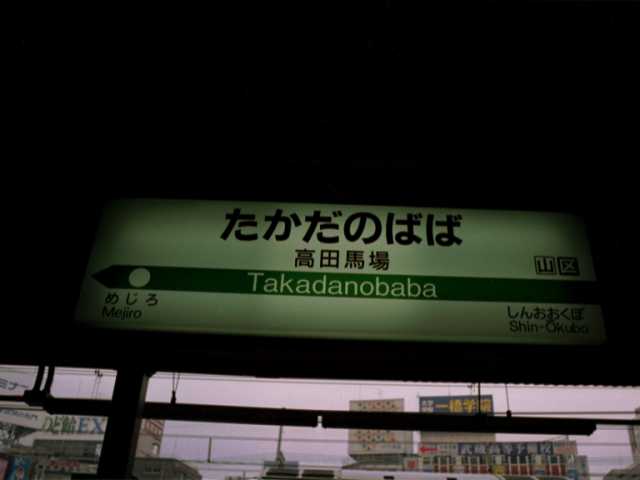 たかだのばば
高田馬場
山 区
Takadanobaba
めじろ
Mejiro
しんおおくぼ
Shin-Okubo
一橋学院